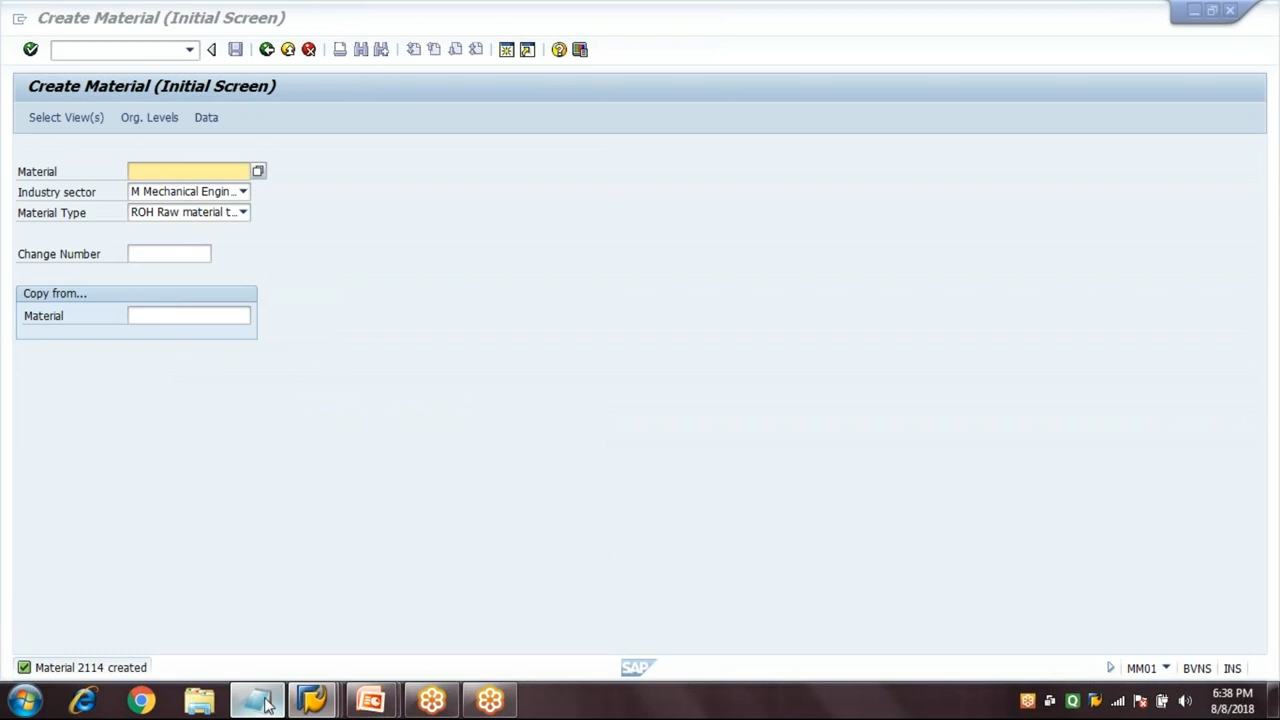 Create Material (Initial Screen)
Create Material (Initial Screen)
Select View(s) Org. Levels Data
Material
Industry sector M Mechanical Engin...
Material Type ROH Raw material t...
Change Number
Copy from...
Material
Material 2114 created SAP MM01 BVNS INS
6:38 PM
8/8/2018